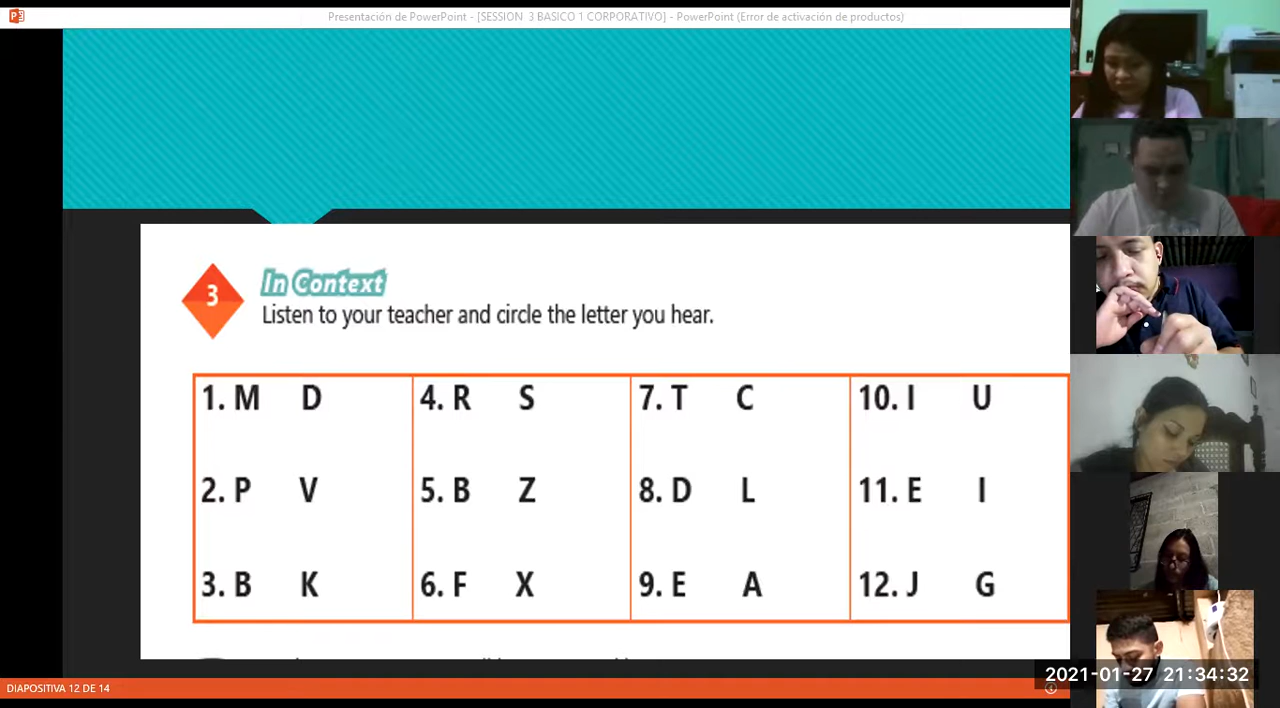 Presentación de PowerPoint - [SESSION 3 BASICO 1 CORPORATIVO] - PowerPoint (Error de activación de productos)
3
In Context
Listen to your teacher and circle the letter you hear.
1. M D 4. R S 7. T C 10. I U
2. P V 5. B Z 8. D L 11. E I
3. B K 6. F X 9. E A 12. J G
2021-01-27 21:34:32
DIAPOSITIVA 12 DE 14